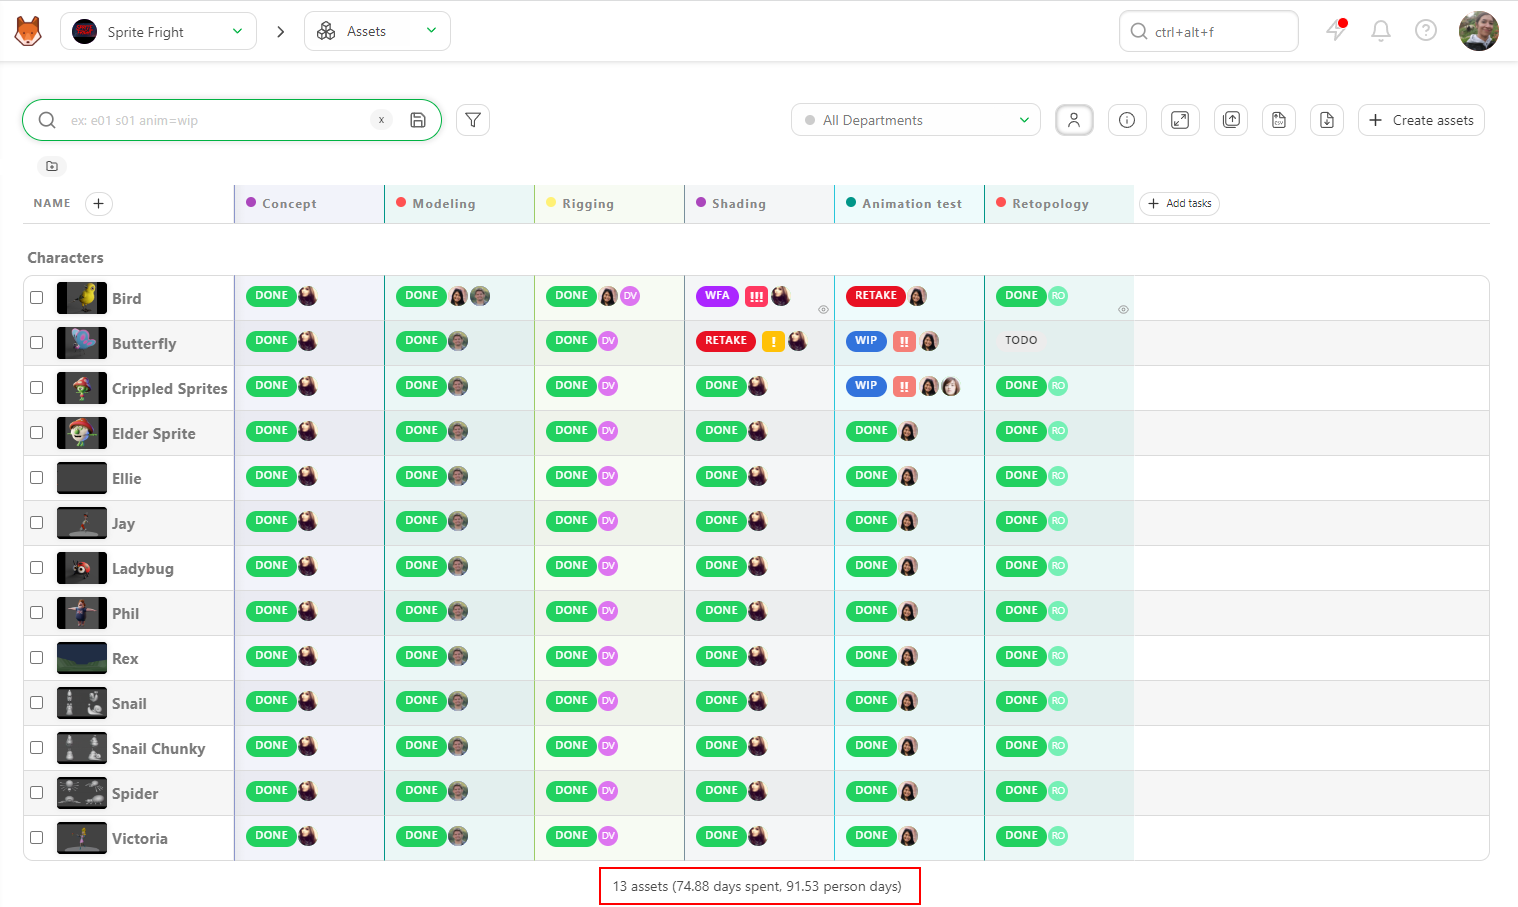 Sprite Fright
Assets
ctrl+alt+f
ex: e01 s01 anim=wip
x
All Departments
CSV
Create assets
NAME
Concept
Modeling
Rigging
Shading
Animation test
Retopology
Add tasks
Characters
Bird DONE DONE DONE DV WFA !!! RETAKE DONE RO
Butterfly DONE DONE DONE DV RETAKE ! WIP !! TODO
Crippled Sprites DONE DONE DONE DV DONE WIP !! DONE RO
Elder Sprite DONE DONE DONE DV DONE DONE DONE RO
Ellie DONE DONE DONE DV DONE DONE DONE RO
Jay DONE DONE DONE DV DONE DONE DONE RO
Ladybug DONE DONE DONE DV DONE DONE DONE RO
Phil DONE DONE DONE DV DONE DONE DONE RO
Rex DONE DONE DONE DV DONE DONE DONE RO
Snail DONE DONE DONE DV DONE DONE DONE RO
Snail Chunky DONE DONE DONE DV DONE DONE DONE RO
Spider DONE DONE DONE DV DONE DONE DONE RO
Victoria DONE DONE DONE DV DONE DONE DONE RO
13 assets (74.88 days spent, 91.53 person days)